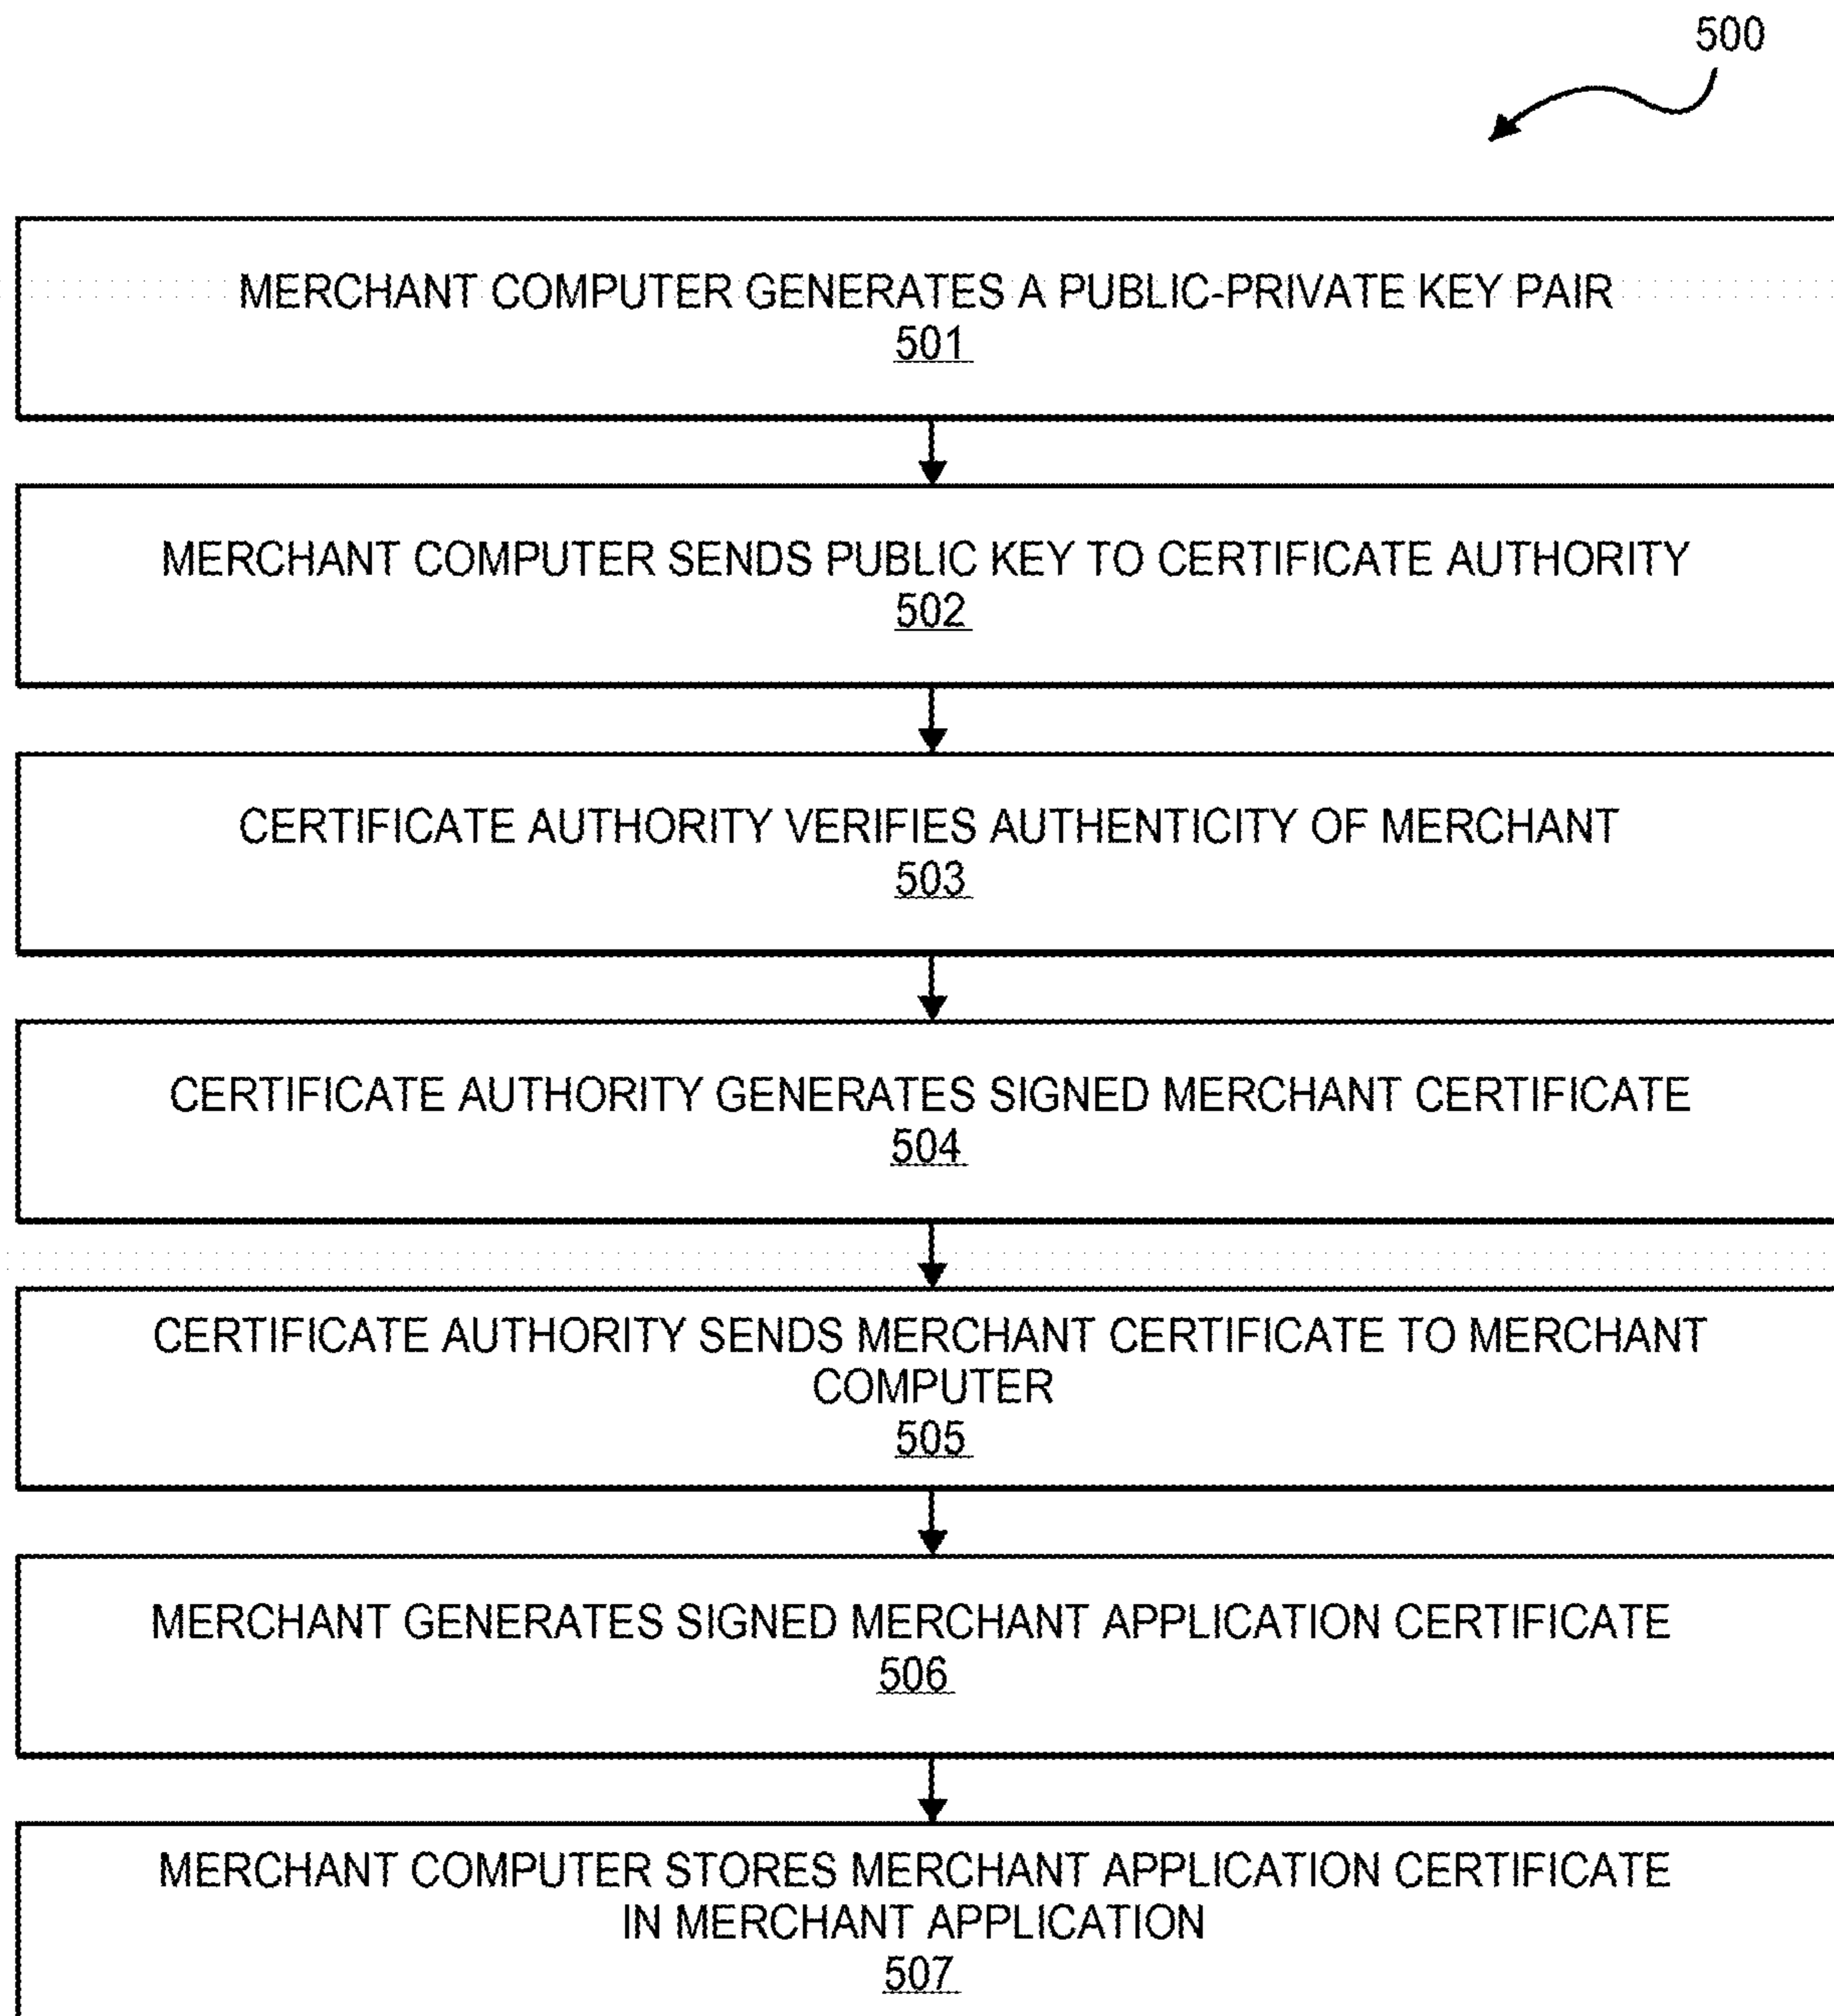 500
MERCHANT COMPUTER GENERATES A PUBLIC-PRIVATE KEY PAIR
501
MERCHANT COMPUTER SENDS PUBLIC KEY TO CERTIFICATE AUTHORITY
502
CERTIFICATE AUTHORITY VERIFIES AUTHENTICITY OF MERCHANT
503
CERTIFICATE AUTHORITY GENERATES SIGNED MERCHANT CERTIFICATE
504
CERTIFICATE AUTHORITY SENDS MERCHANT CERTIFICATE TO MERCHANT
COMPUTER
505
MERCHANT GENERATES SIGNED MERCHANT APPLICATION CERTIFICATE
506
MERCHANT COMPUTER STORES MERCHANT APPLICATION CERTIFICATE
IN MERCHANT APPLICATION
507